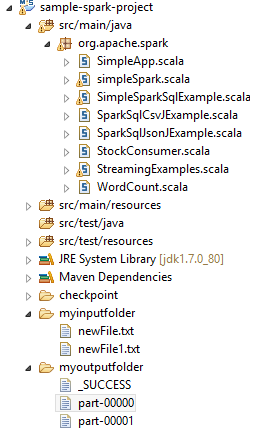 sample-spark-project
src/main/java
org.apache.spark
SimpleApp.scala
simpleSpark.scala
SimpleSparkSqlExample.scala
SparkSqlCsvJExample.scala
SparkSqlJsonJExample.scala
StockConsumer.scala
StreamingExamples.scala
WordCount.scala
src/main/resources
src/test/java
src/test/resources
JRE System Library [jdk1.7.0_80]
Maven Dependencies
checkpoint
myinputfolder
newFile.txt
newFile1.txt
myoutputfolder
_SUCCESS
part-00000
part-00001